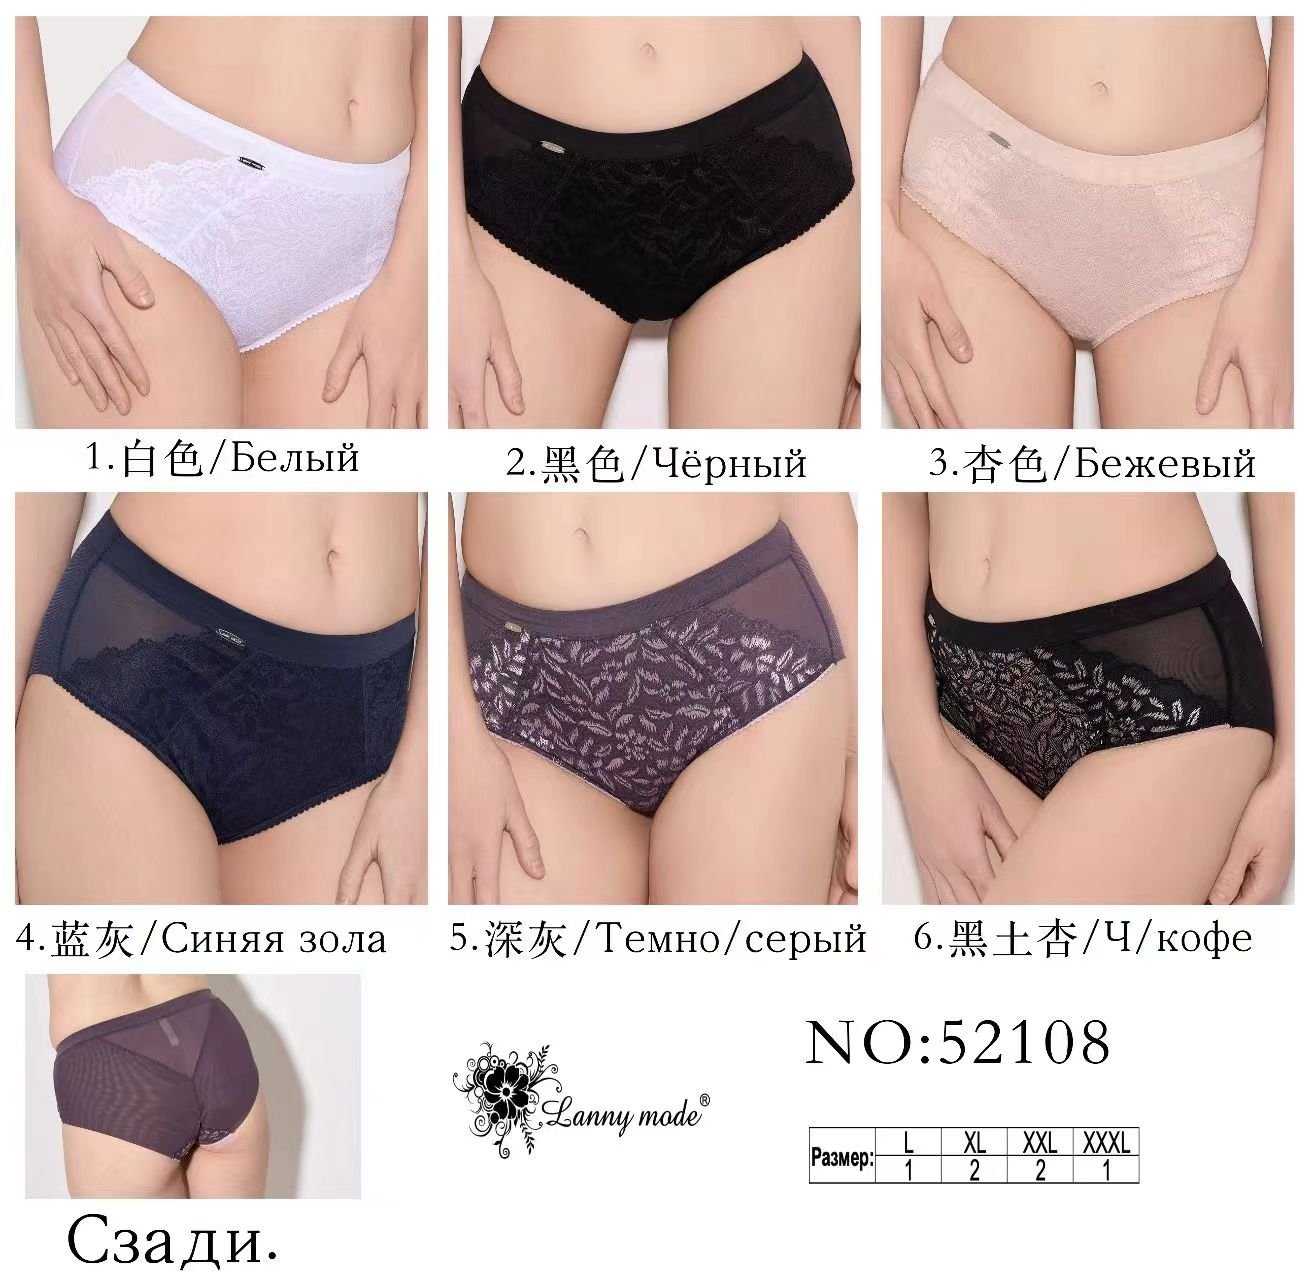 1.白色/Белый
2.黑色/Чёрный
3.杏色/Бежевый
4.蓝灰/Синяя зола
5.深灰/Темно/серый
6.黑土杏/Ч/кофе
Lanny mode®
NO:52108
Размер: L XL XXL XXXL
1 2 2 1
Сзади.